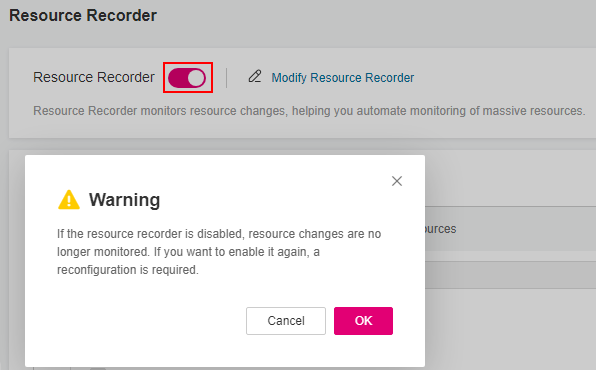 Resource Recorder
Resource Recorder
Modify Resource Recorder
Resource Recorder monitors resource changes, helping you automate monitoring of massive resources.
Warning
If the resource recorder is disabled, resource changes are no
longer monitored. If you want to enable it again, a
reconfiguration is required.
Cancel
OK